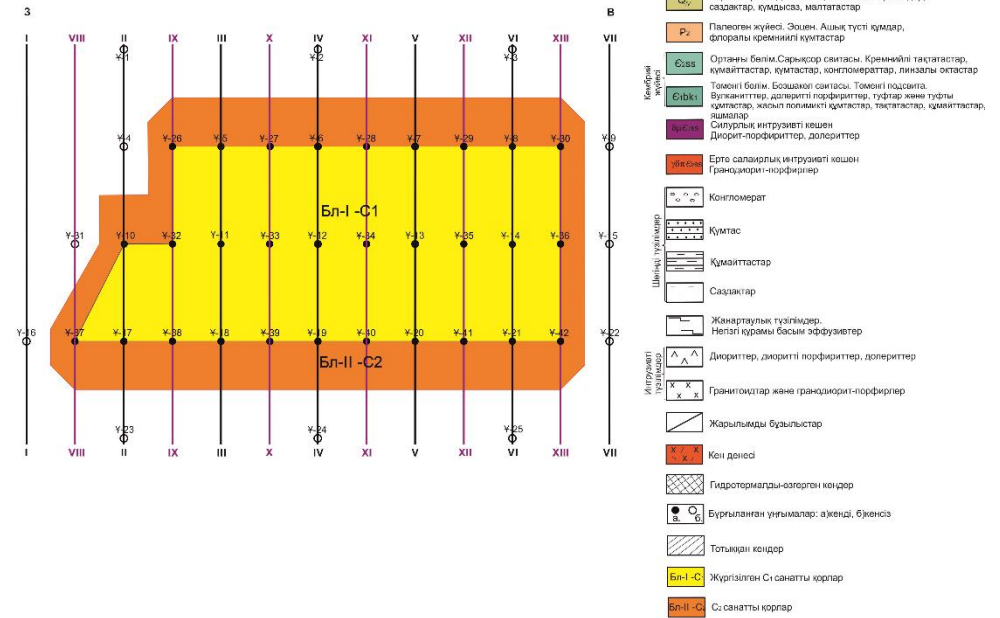 З В
I VIII II IX III X IV XI V XII VI XIII VII
Ұ-1 Ұ-2 Ұ-3
Ұ-4 Ұ-26 Ұ-5 Ұ-27 Ұ-6 Ұ-28 Ұ-7 Ұ-29 Ұ-8 Ұ-30 Ұ-9
Бл-I -С1
Ұ-31 Ұ-10 Ұ-32 Ұ-11 Ұ-33 Ұ-12 Ұ-34 Ұ-13 Ұ-35 Ұ-14 Ұ-36 Ұ-15
Ұ-16 Ұ-37 Ұ-17 Ұ-38 Ұ-18 Ұ-39 Ұ-19 Ұ-40 Ұ-20 Ұ-41 Ұ-21 Ұ-42 Ұ-22
Бл-II -С2
Ұ-23 Ұ-24 Ұ-25
I VIII II IX III X IV XI V XII VI XIII VII
саздактар, құмдысаз, малтатастар
P₂ Палеоген жүйесі. Эоцен. Ашық түсті құмдар,
флоралы кремнийлі құмтастар
Кембрий
жүйесі
Є₂ss Ортаңғы бөлім.Сарықсор свитасы. Кремнийлі тақтатастар,
құмайттастар, құмтастар, конгломераттар, линзалы октастар
Є₁bk₁ Төменгі бөлім. Бозшакөл свитасы. Төменгі подсвита.
Вулканиттер, долеритті порфириттер, туфтар және туфты
құмтастар, жасыл полимикті құмтастар, тақтатастар, құмайттастар,
яшмалар
Силурлық интрузивті кешен
Диорит-порфириттер, долериттер
Ерте салаирлық интрузивті кешен
Гранодиорит-порфирлер
Шөгінді түзілімдер
Конгломерат
Құмтас
Құмайттастар
Саздактар
Жанартаулық түзілімдер.
Негізгі құрамы басым эффузивтер
Интрузивті
түзілімдер
Диориттер, диоритті порфириттер, долериттер
Гранитоидтар және гранодиорит-порфирлер
Жарылымды бұзылыстар
Кен денесі
Гидротермалды-өзгерген кендер
а. б. Бұрғыланған ұңғымалар: а)кенді, б)кенсіз
Тотыққан кендер
Бл-I -С Жүргізілген С₁ санатты қорлар
Бл-II -С₂ С₂ санатты қорлар